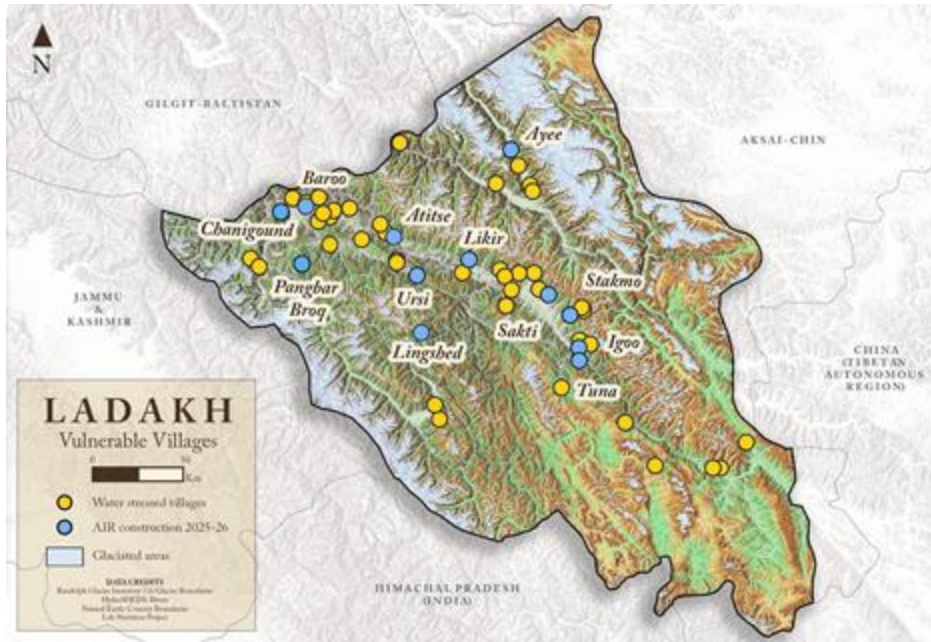 N
GILGIT-BALTISTAN
AKSAI-CHIN
Ayee
Baroo
Chanigound
Atitse
Likir
Pangbar
Broq
Ursi
Stakmo
Sakti
Lingshed
Igoo
Tuna
JAMMU
&
KASHMIR
CHINA
(TIBETAN
AUTONOMOUS
REGION)
LADAKH
Vulnerable Villages
0
Km
Water stressed villages
AIR construction 2025-26
Glaciated areas
DATA CREDITS
HIMACHAL PRADESH
(INDIA)